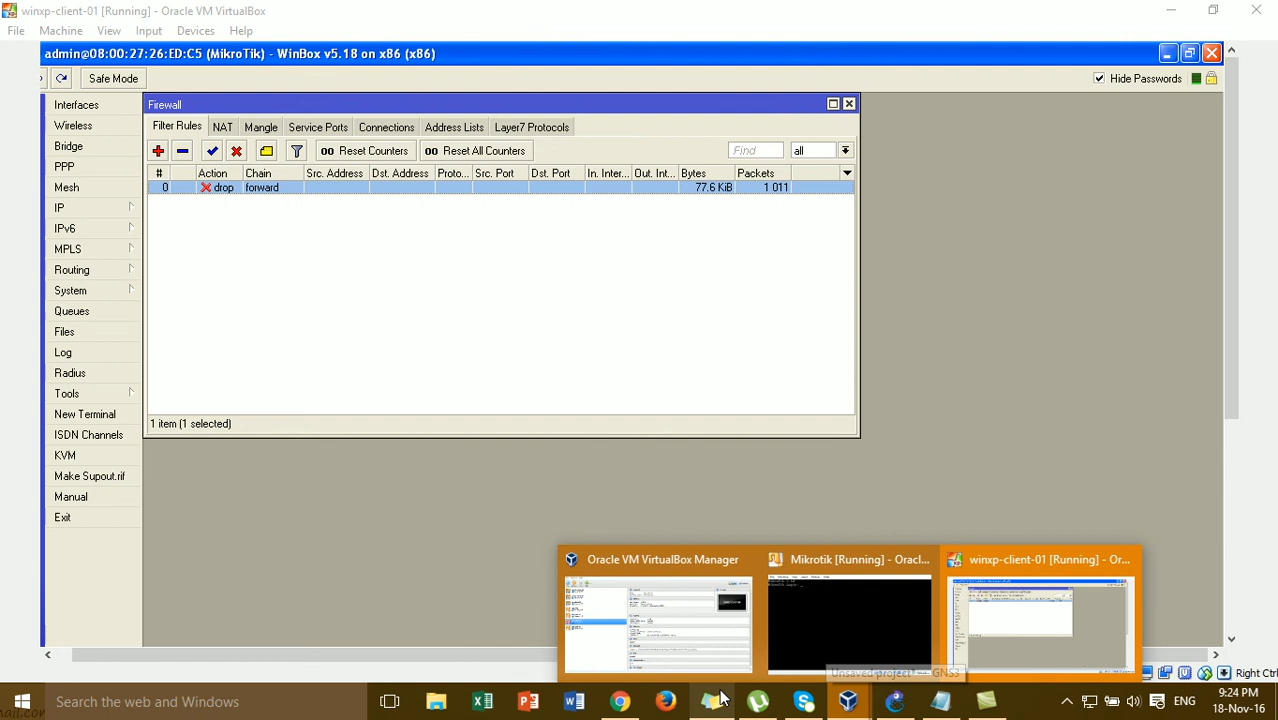 winxp-client-01 [Running] - Oracle VM VirtualBox
File Machine View Input Devices Help
admin@08:00:27:26:ED:C5 (MikroTik) - WinBox v5.18 on x86 (x86)
Safe Mode Hide Passwords
Interfaces
Wireless
Bridge
PPP
Mesh
IP
IPv6
MPLS
Routing
System
Queues
Files
Log
Radius
Tools
New Terminal
ISDN Channels
KVM
Make Supout.rif
Manual
Exit
Firewall
Filter Rules NAT Mangle Service Ports Connections Address Lists Layer7 Protocols
00 Reset Counters 00 Reset All Counters Find all
# Action Chain Src. Address Dst. Address Proto... Src. Port Dst. Port In. Inter... Out. Int... Bytes Packets
0 drop forward 77.6 KiB 1 011
1 item (1 selected)
Oracle VM VirtualBox Manager Mikrotik [Running] - Oracl... winxp-client-01 [Running] - Or...
Unsaved project* GNS3
Right Ctrl
Search the web and Windows
ENG
9:24 PM
18-Nov-16